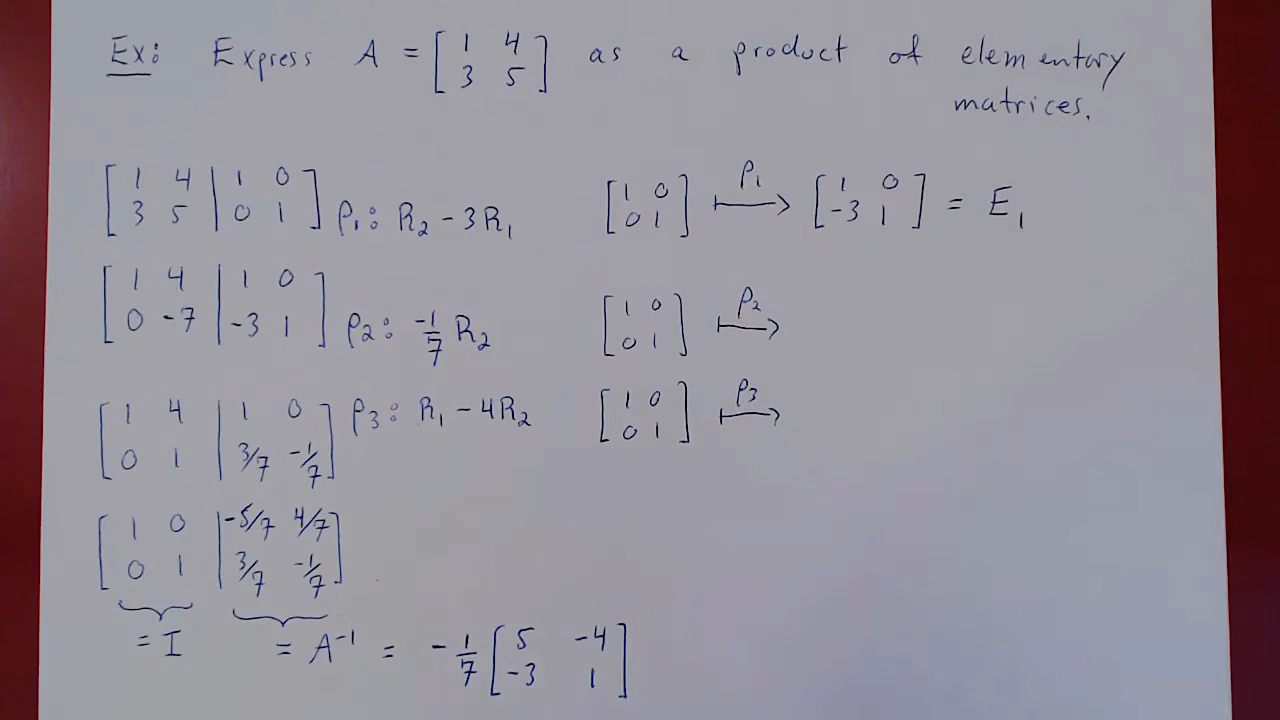 Ex: Express A = [ 1 4 ] as a product of elementary
[ 3 5 ] matrices.
[ 1 4 | 1 0 ]
[ 3 5 | 0 1 ] ρ₁: R₂ - 3R₁
[ 1 0 ] ρ₁ ⟼ [ 1 0 ] = E₁
[ 0 1 ] [ -3 1 ]
[ 1 4 | 1 0 ]
[ 0 -7 | -3 1 ] ρ₂: -1/7 R₂
[ 1 0 ] ρ₂ ⟼
[ 0 1 ]
[ 1 4 | 1 0 ] ρ₃: R₁ - 4R₂
[ 0 1 | 3/7 -1/7 ]
[ 1 0 ] ρ₃ ⟼
[ 0 1 ]
[ 1 0 | -5/7 4/7 ]
[ 0 1 | 3/7 -1/7 ]
= I = A⁻¹ = -1/7 [ 5 -4 ]
[ -3 1 ]